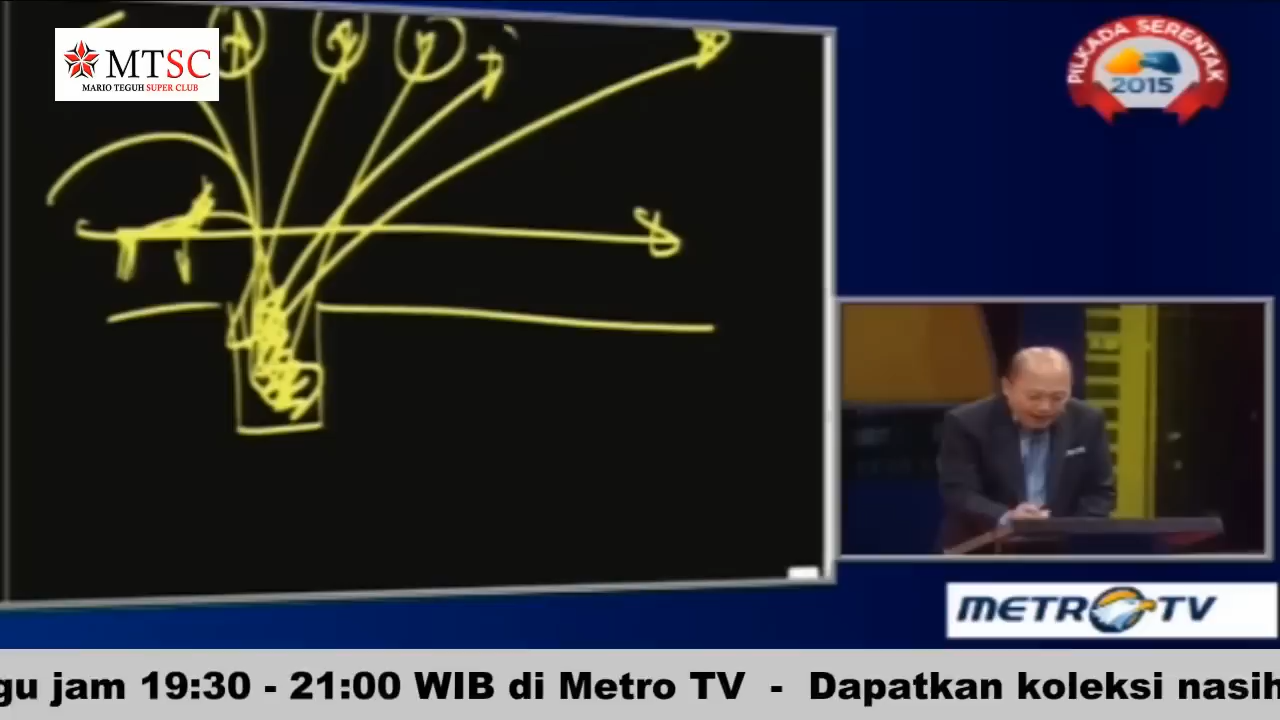 MTSC
MARIO TEGUH SUPER CLUB
PILKADA SERENTAK
2015
METRO TV
gu jam 19:30 - 21:00 WIB di Metro TV - Dapatkan koleksi nasih